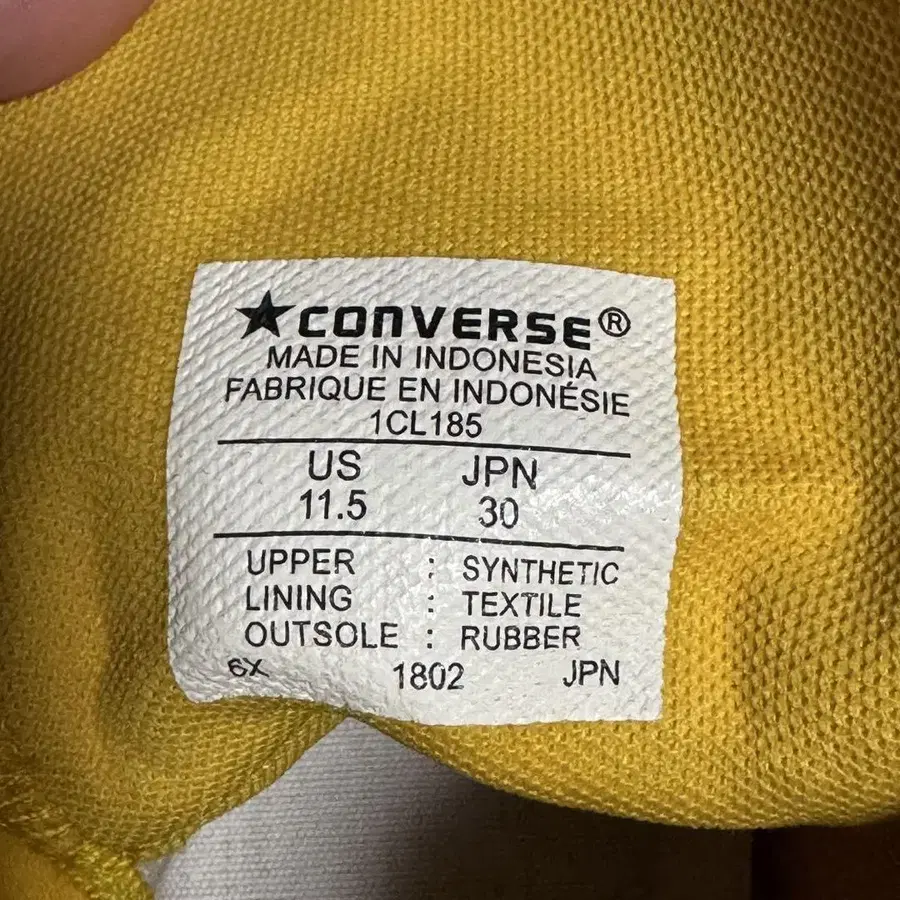 ★CONVERSE®
MADE IN INDONESIA
FABRIQUE EN INDONÉSIE
1CL185
US JPN
11.5 30
UPPER : SYNTHETIC
LINING : TEXTILE
OUTSOLE : RUBBER
6X 1802 JPN